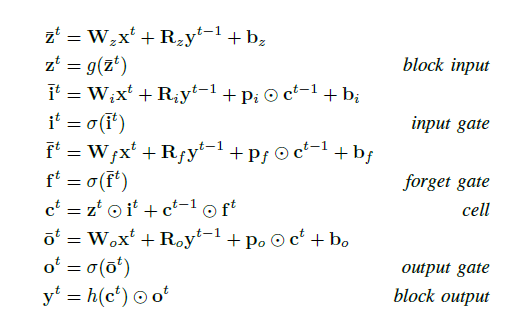 z̄ᵗ = W_z xᵗ + R_z yᵗ⁻¹ + b_z
zᵗ = g(z̄ᵗ) block input
īᵗ = W_i xᵗ + R_i yᵗ⁻¹ + p_i ⊙ cᵗ⁻¹ + b_i
iᵗ = σ(īᵗ) input gate
f̄ᵗ = W_f xᵗ + R_f yᵗ⁻¹ + p_f ⊙ cᵗ⁻¹ + b_f
fᵗ = σ(f̄ᵗ) forget gate
cᵗ = zᵗ ⊙ iᵗ + cᵗ⁻¹ ⊙ fᵗ cell
ōᵗ = W_o xᵗ + R_o yᵗ⁻¹ + p_o ⊙ cᵗ + b_o
oᵗ = σ(ōᵗ) output gate
yᵗ = h(cᵗ) ⊙ oᵗ block output